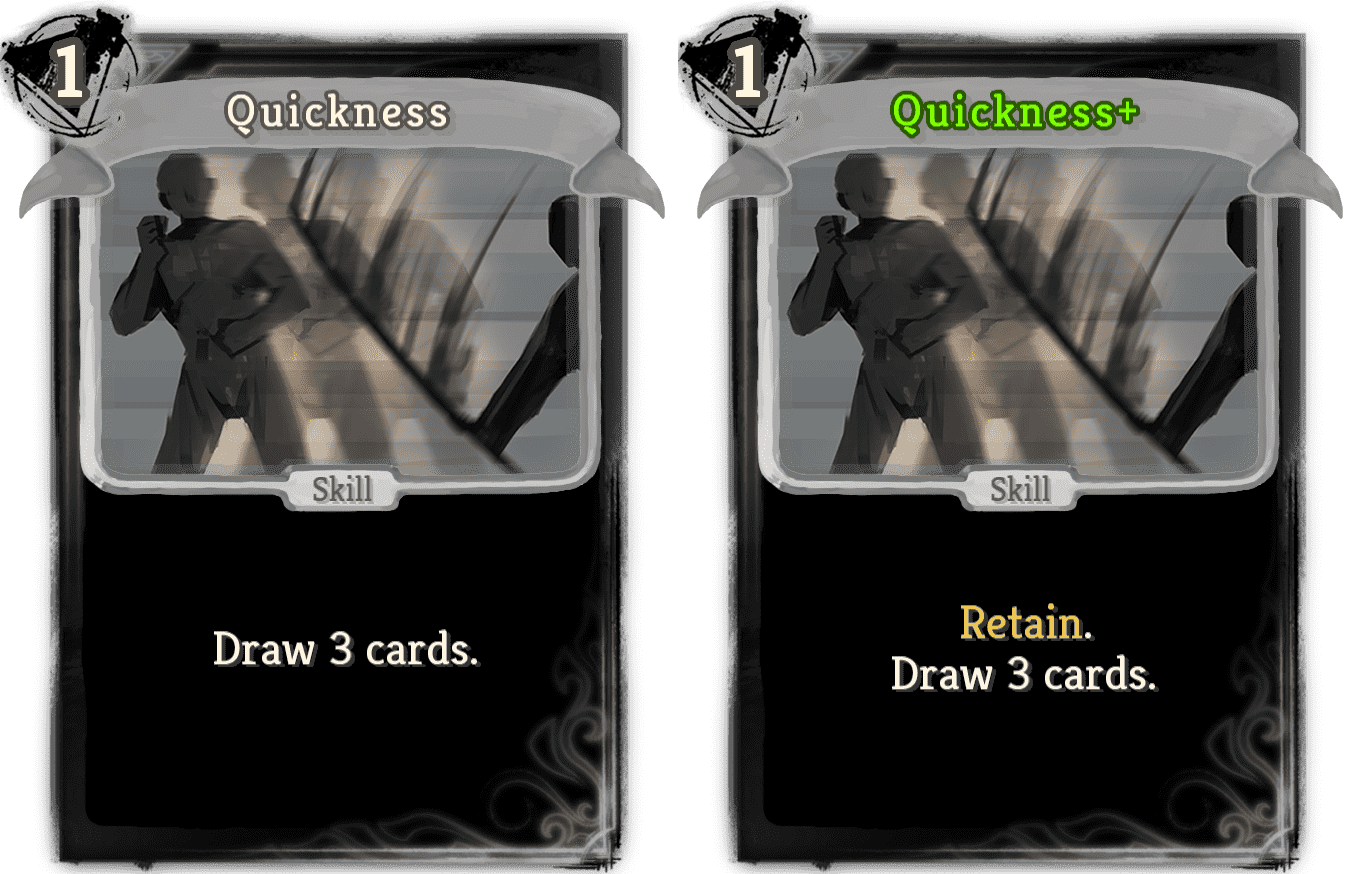 1
Quickness
Skill
Draw 3 cards.
1
Quickness+
Skill
Retain.
Draw 3 cards.